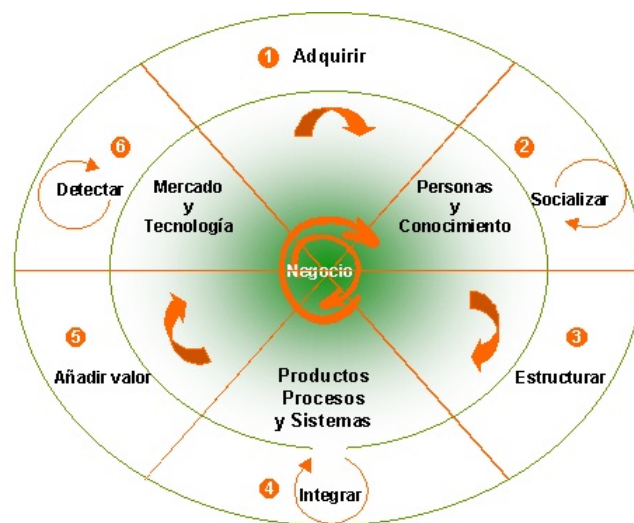 1 Adquirir
2
Socializar
3
Estructurar
4
Integrar
5
Añadir valor
6
Detectar
Mercado
y
Tecnología
Personas
y
Conocimiento
Negocio
Productos
Procesos
y Sistemas